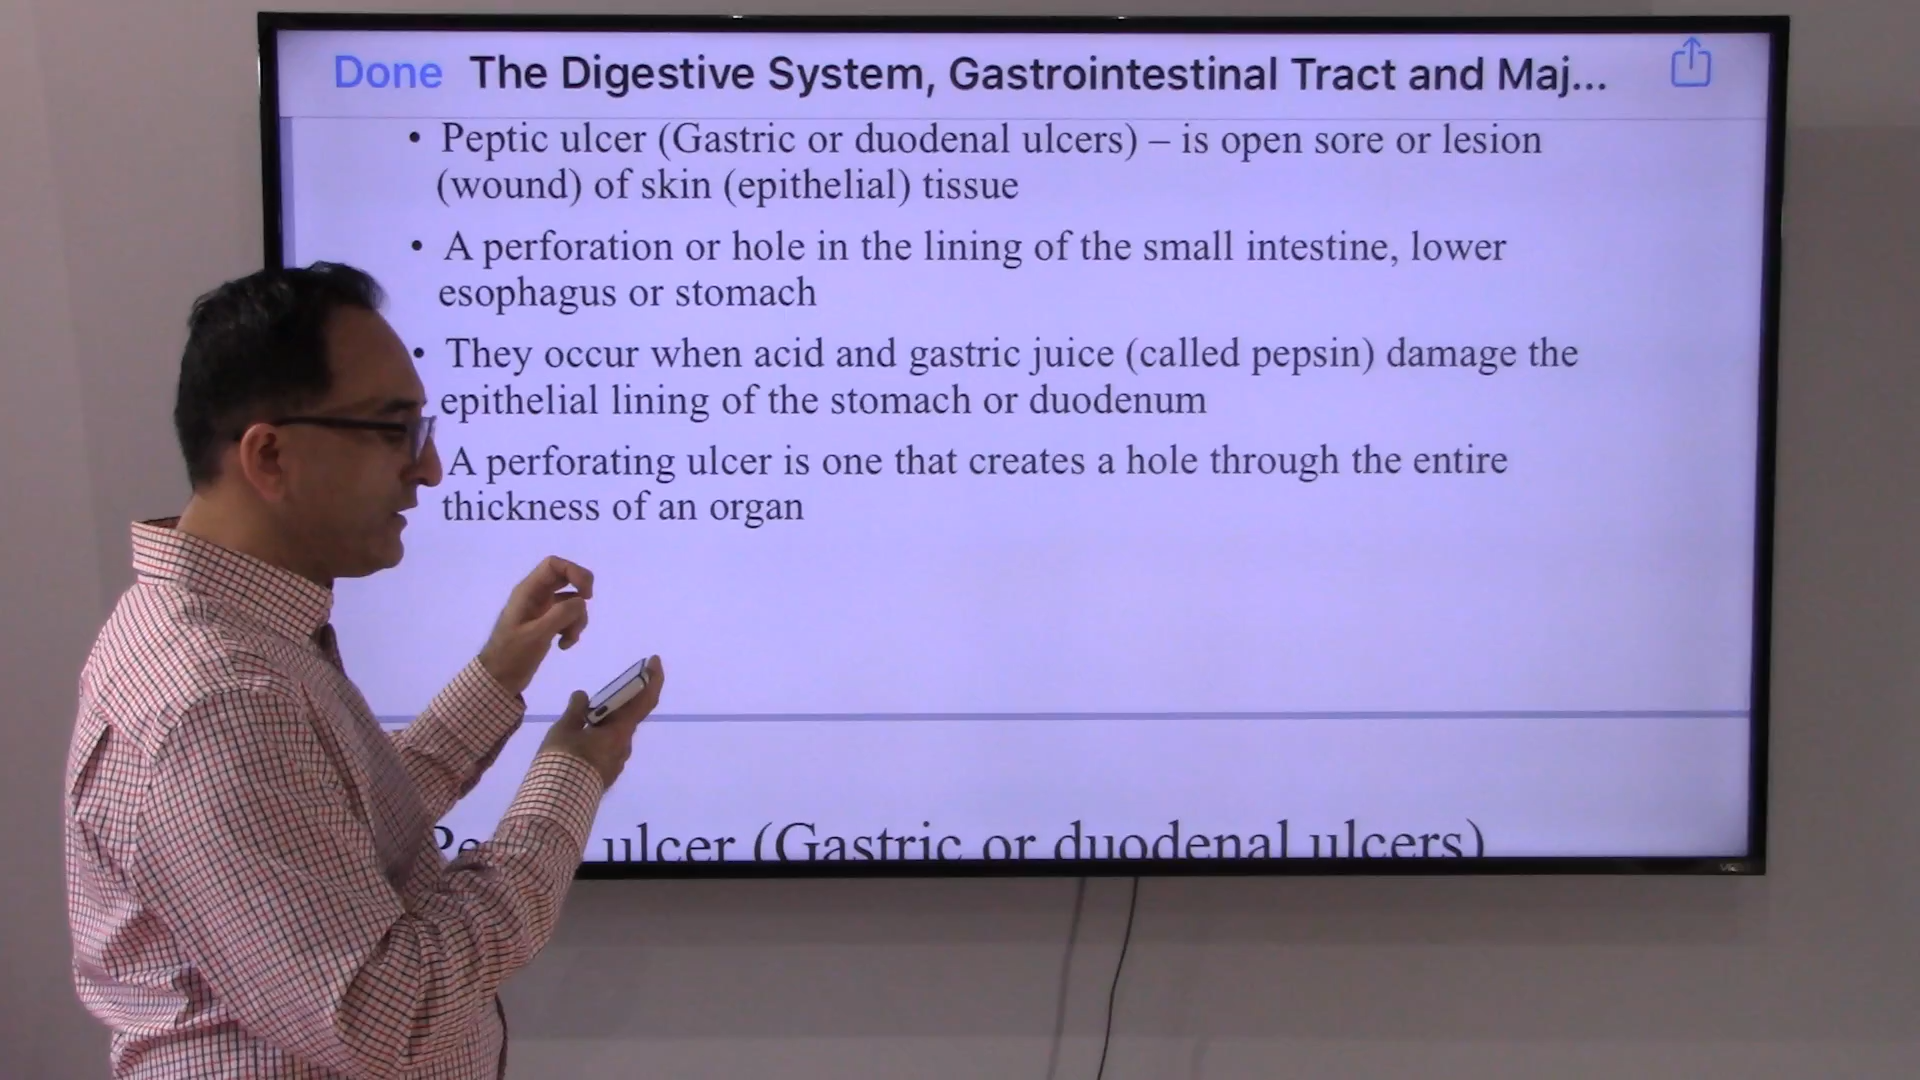 Done The Digestive System, Gastrointestinal Tract and Maj...
• Peptic ulcer (Gastric or duodenal ulcers) – is open sore or lesion
(wound) of skin (epithelial) tissue
• A perforation or hole in the lining of the small intestine, lower
esophagus or stomach
• They occur when acid and gastric juice (called pepsin) damage the
epithelial lining of the stomach or duodenum
A perforating ulcer is one that creates a hole through the entire
thickness of an organ
ulcer (Gastric or duodenal ulcers)